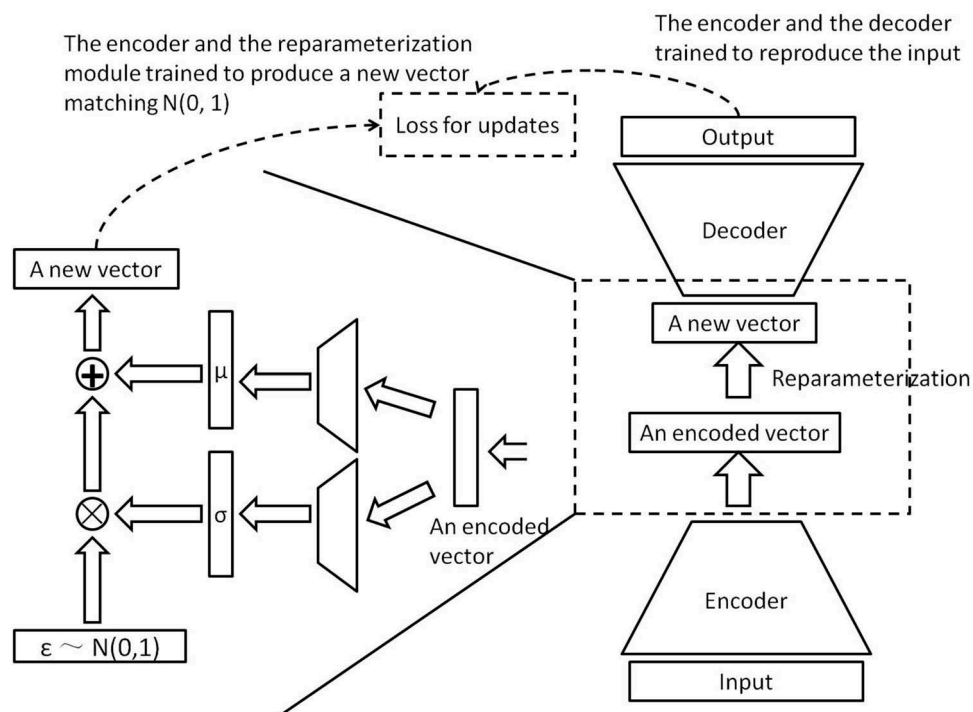 The encoder and the reparameterization
module trained to produce a new vector
matching N(0, 1)
The encoder and the decoder
trained to reproduce the input
Loss for updates
Output
Decoder
A new vector
A new vector
μ
Reparameterization
An encoded vector
σ
An encoded
vector
Encoder
ε ～ N(0,1)
Input